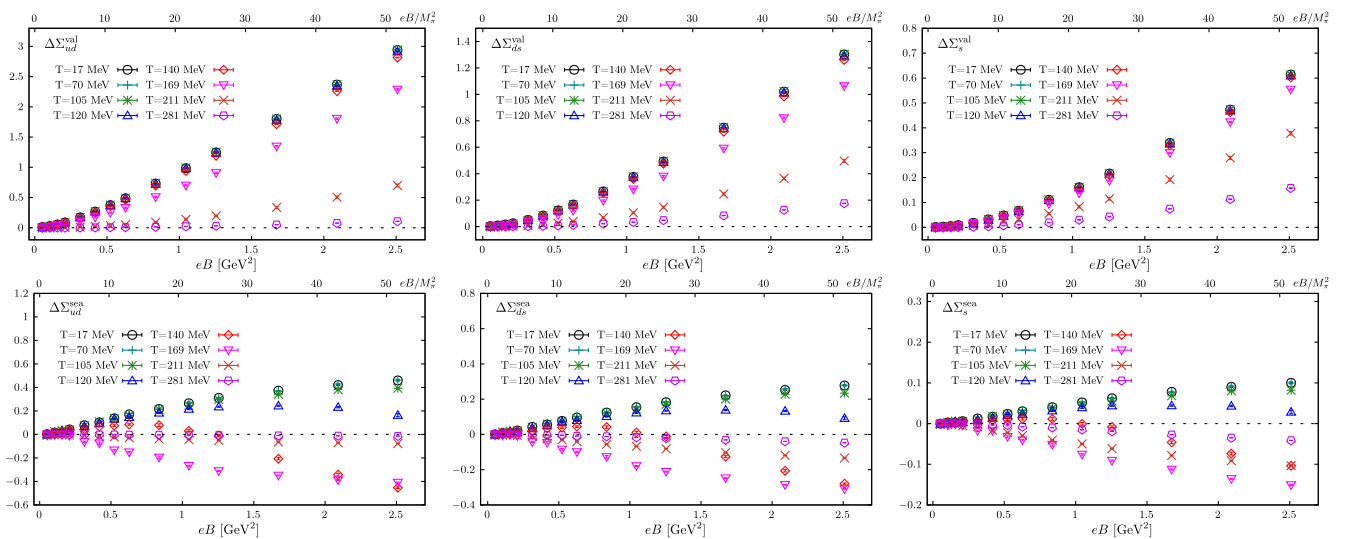 0 10 20 30 40 50 eB/M_π^2
ΔΣ_ud^val
T=17 MeV T=140 MeV
T=70 MeV T=169 MeV
T=105 MeV T=211 MeV
T=120 MeV T=281 MeV
3
2.5
2
1.5
1
0.5
0
0 0.5 1 1.5 2 2.5
eB [GeV^2]
0 10 20 30 40 50 eB/M_π^2
ΔΣ_ds^val
T=17 MeV T=140 MeV
T=70 MeV T=169 MeV
T=105 MeV T=211 MeV
T=120 MeV T=281 MeV
1.4
1.2
1
0.8
0.6
0.4
0.2
0
0 0.5 1 1.5 2 2.5
eB [GeV^2]
0 10 20 30 40 50 eB/M_π^2
ΔΣ_s^val
T=17 MeV T=140 MeV
T=70 MeV T=169 MeV
T=105 MeV T=211 MeV
T=120 MeV T=281 MeV
0.8
0.7
0.6
0.5
0.4
0.3
0.2
0.1
0
0 0.5 1 1.5 2 2.5
eB [GeV^2]
0 10 20 30 40 50 eB/M_π^2
ΔΣ_ud^sea
T=17 MeV T=140 MeV
T=70 MeV T=169 MeV
T=105 MeV T=211 MeV
T=120 MeV T=281 MeV
1.2
1
0.8
0.6
0.4
0.2
0
−0.2
−0.4
−0.6
0 0.5 1 1.5 2 2.5
eB [GeV^2]
0 10 20 30 40 50 eB/M_π^2
ΔΣ_ds^sea
T=17 MeV T=140 MeV
T=70 MeV T=169 MeV
T=105 MeV T=211 MeV
T=120 MeV T=281 MeV
0.8
0.6
0.4
0.2
0
−0.2
−0.4
0 0.5 1 1.5 2 2.5
eB [GeV^2]
0 10 20 30 40 50 eB/M_π^2
ΔΣ_s^sea
T=17 MeV T=140 MeV
T=70 MeV T=169 MeV
T=105 MeV T=211 MeV
T=120 MeV T=281 MeV
0.3
0.2
0.1
0
−0.1
−0.2
0 0.5 1 1.5 2 2.5
eB [GeV^2]